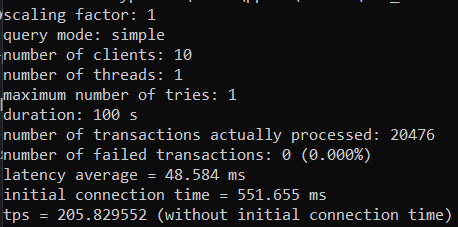 scaling factor: 1
query mode: simple
number of clients: 10
number of threads: 1
maximum number of tries: 1
duration: 100 s
number of transactions actually processed: 20476
number of failed transactions: 0 (0.000%)
latency average = 48.584 ms
initial connection time = 551.655 ms
tps = 205.829552 (without initial connection time)